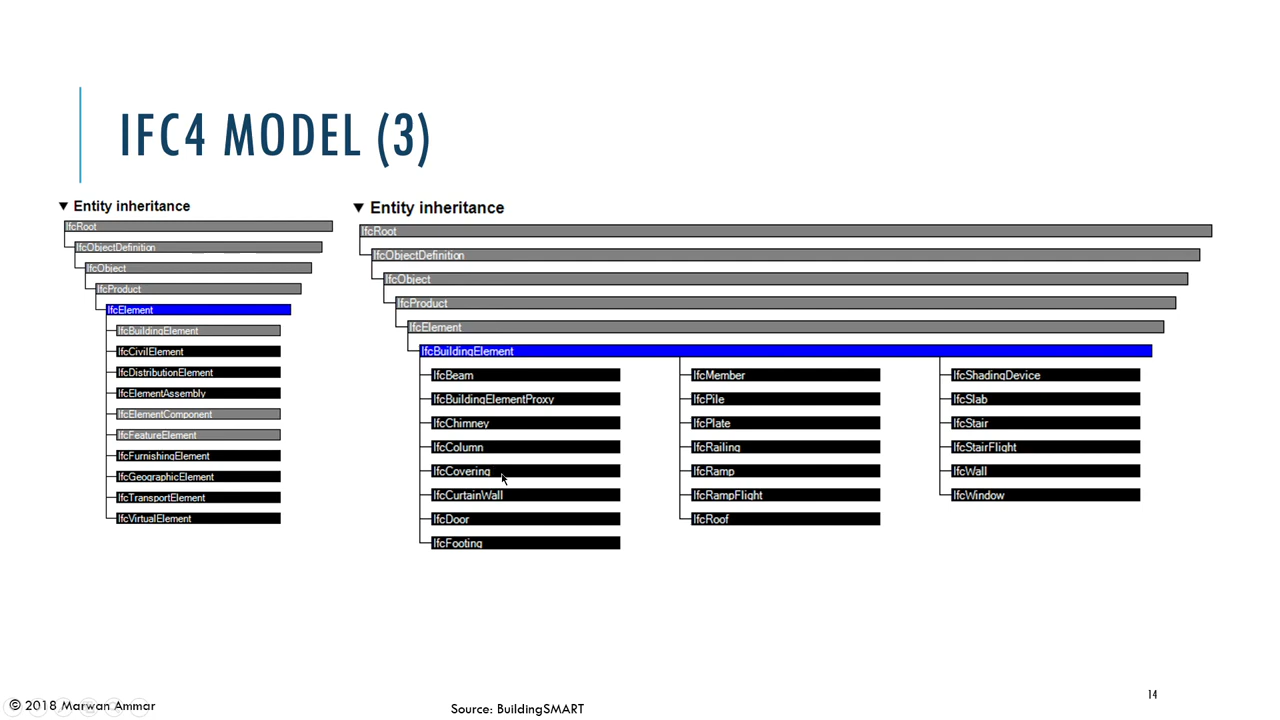 IFC4 MODEL (3)
▼ Entity inheritance
IfcRoot
IfcObjectDefinition
IfcObject
IfcProduct
IfcElement
IfcBuildingElement
IfcCivilElement
IfcDistributionElement
IfcElementAssembly
IfcElementComponent
IfcFeatureElement
IfcFurnishingElement
IfcGeographicElement
IfcTransportElement
IfcVirtualElement
▼ Entity inheritance
IfcRoot
IfcObjectDefinition
IfcObject
IfcProduct
IfcElement
IfcBuildingElement
IfcBeam
IfcBuildingElementProxy
IfcChimney
IfcColumn
IfcCovering
IfcCurtainWall
IfcDoor
IfcFooting
IfcMember
IfcPile
IfcPlate
IfcRailing
IfcRamp
IfcRampFlight
IfcRoof
IfcShadingDevice
IfcSlab
IfcStair
IfcStairFlight
IfcWall
IfcWindow
14
© 2018 Marwan Ammar
Source: BuildingSMART